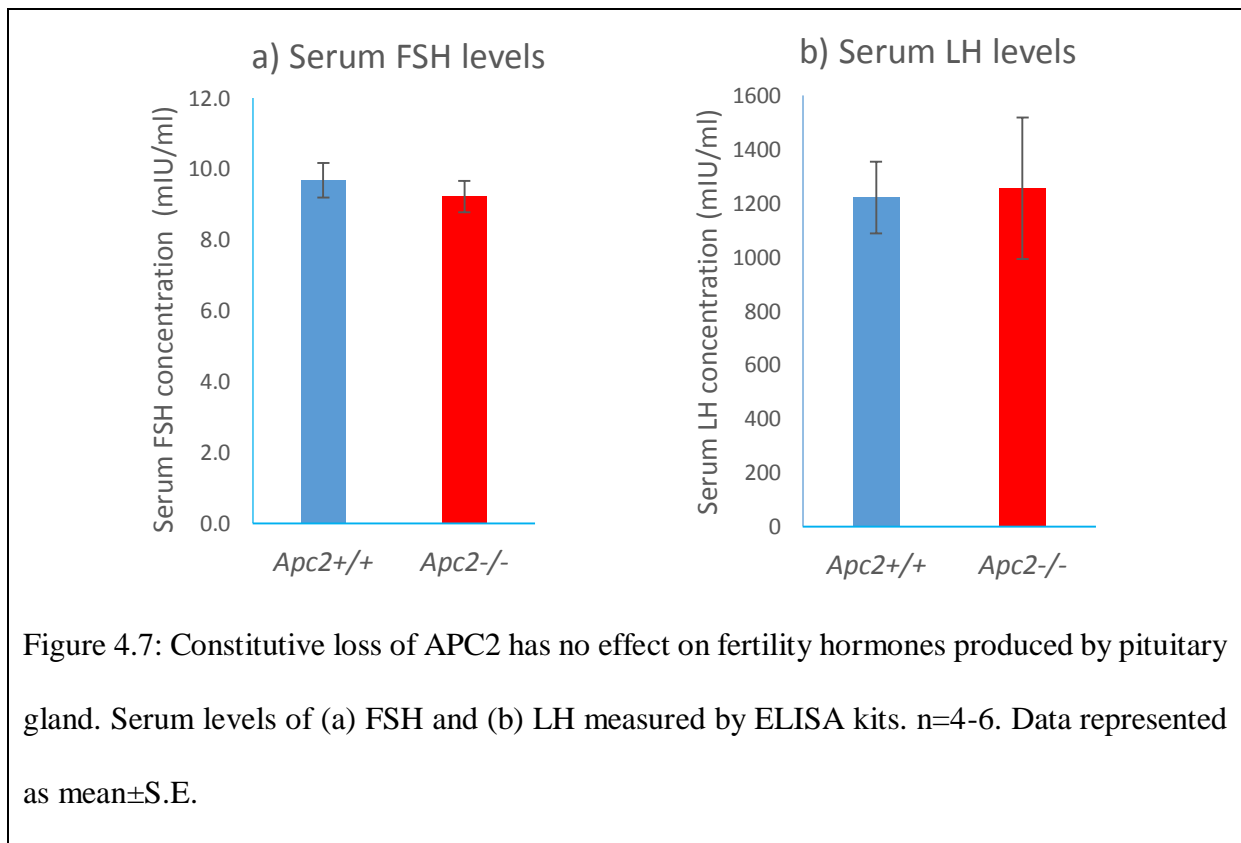 a) Serum FSH levels
Serum FSH concentration (mIU/ml)
12.0
10.0
8.0
6.0
4.0
2.0
0.0
Apc2+/+ Apc2-/-
b) Serum LH levels
Serum LH concentration (mIU/ml)
1600
1400
1200
1000
800
600
400
200
0
Apc2+/+ Apc2-/-
Figure 4.7: Constitutive loss of APC2 has no effect on fertility hormones produced by pituitary
gland. Serum levels of (a) FSH and (b) LH measured by ELISA kits. n=4-6. Data represented
as mean±S.E.